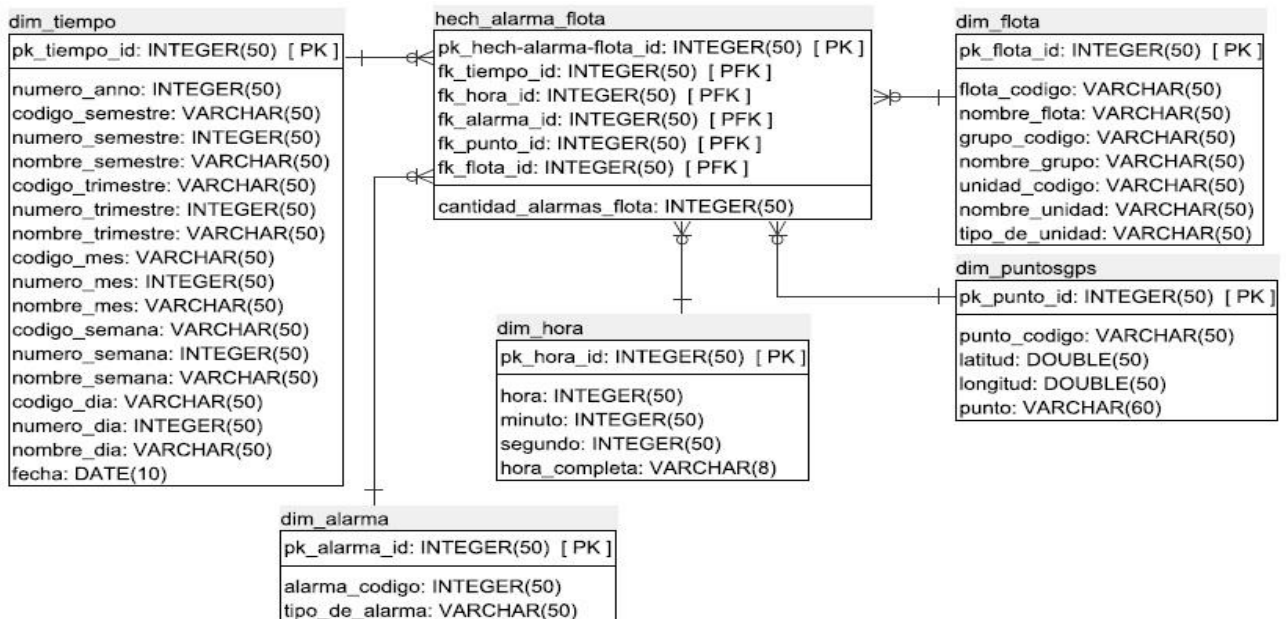 dim_tiempo
pk_tiempo_id: INTEGER(50) [ PK ]
numero_anno: INTEGER(50)
codigo_semestre: VARCHAR(50)
numero_semestre: INTEGER(50)
nombre_semestre: VARCHAR(50)
codigo_trimestre: VARCHAR(50)
numero_trimestre: INTEGER(50)
nombre_trimestre: VARCHAR(50)
codigo_mes: VARCHAR(50)
numero_mes: INTEGER(50)
nombre_mes: VARCHAR(50)
codigo_semana: VARCHAR(50)
numero_semana: INTEGER(50)
nombre_semana: VARCHAR(50)
codigo_dia: VARCHAR(50)
numero_dia: INTEGER(50)
nombre_dia: VARCHAR(50)
fecha: DATE(10)
hech_alarma_flota
pk_hech-alarma-flota_id: INTEGER(50) [ PK ]
fk_tiempo_id: INTEGER(50) [ PFK ]
fk_hora_id: INTEGER(50) [ PFK ]
fk_alarma_id: INTEGER(50) [ PFK ]
fk_punto_id: INTEGER(50) [ PFK ]
fk_flota_id: INTEGER(50) [ PFK ]
cantidad_alarmas_flota: INTEGER(50)
dim_flota
pk_flota_id: INTEGER(50) [ PK ]
flota_codigo: VARCHAR(50)
nombre_flota: VARCHAR(50)
grupo_codigo: VARCHAR(50)
nombre_grupo: VARCHAR(50)
unidad_codigo: VARCHAR(50)
nombre_unidad: VARCHAR(50)
tipo_de_unidad: VARCHAR(50)
dim_puntosgps
pk_punto_id: INTEGER(50) [ PK ]
punto_codigo: VARCHAR(50)
latitud: DOUBLE(50)
longitud: DOUBLE(50)
punto: VARCHAR(60)
dim_hora
pk_hora_id: INTEGER(50) [ PK ]
hora: INTEGER(50)
minuto: INTEGER(50)
segundo: INTEGER(50)
hora_completa: VARCHAR(8)
dim_alarma
pk_alarma_id: INTEGER(50) [ PK ]
alarma_codigo: INTEGER(50)
tipo_de_alarma: VARCHAR(50)